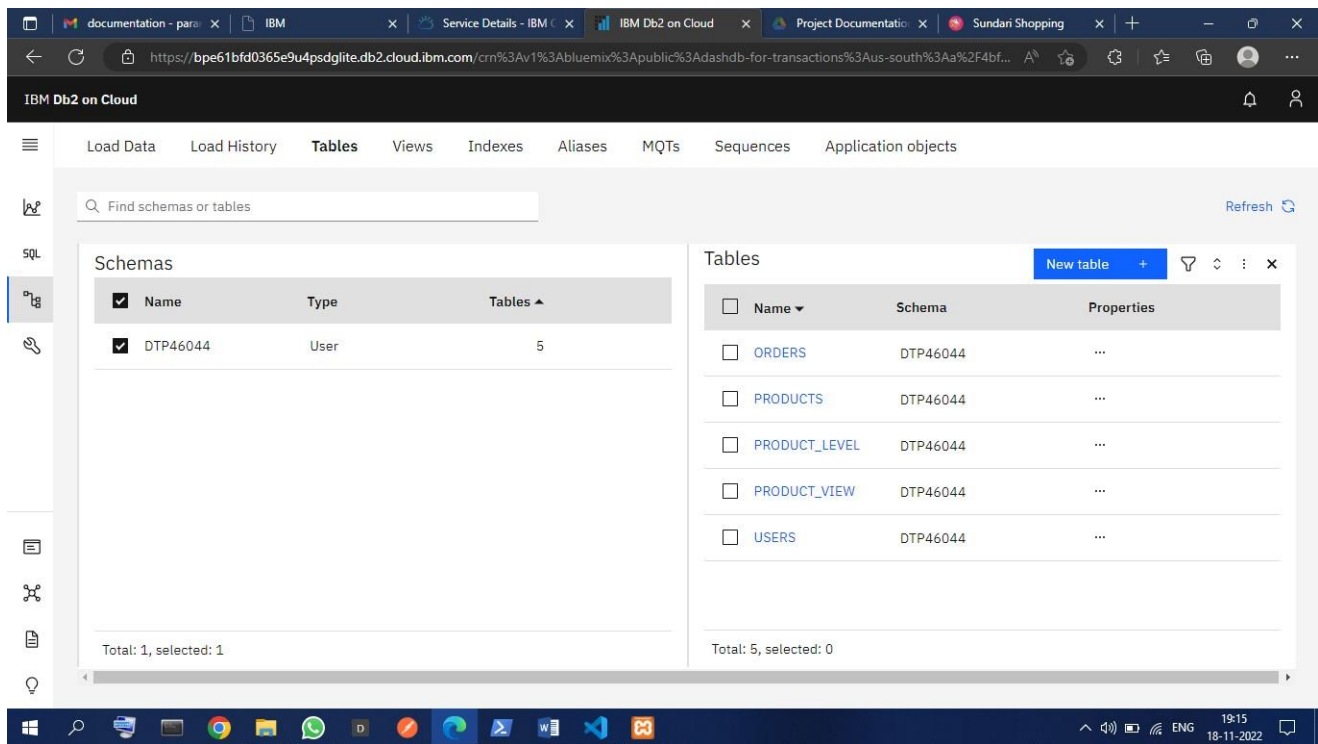 documentation - para
IBM
Service Details - IBM C
IBM Db2 on Cloud
Project Documentatio
Sundari Shopping
https://bpe61bfd0365e9u4psdglite.db2.cloud.ibm.com/crn%3Av1%3Abluemix%3Apublic%3Adashdb-for-transactions%3Aus-south%3Aa%2F4bf...
IBM Db2 on Cloud
Load Data Load History Tables Views Indexes Aliases MQTs Sequences Application objects
Find schemas or tables
Refresh
SQL
Schemas
Name Type Tables
DTP46044 User 5
Total: 1, selected: 1
Tables
New table +
Name Schema Properties
ORDERS DTP46044 ...
PRODUCTS DTP46044 ...
PRODUCT_LEVEL DTP46044 ...
PRODUCT_VIEW DTP46044 ...
USERS DTP46044 ...
Total: 5, selected: 0
ENG
19:15
18-11-2022